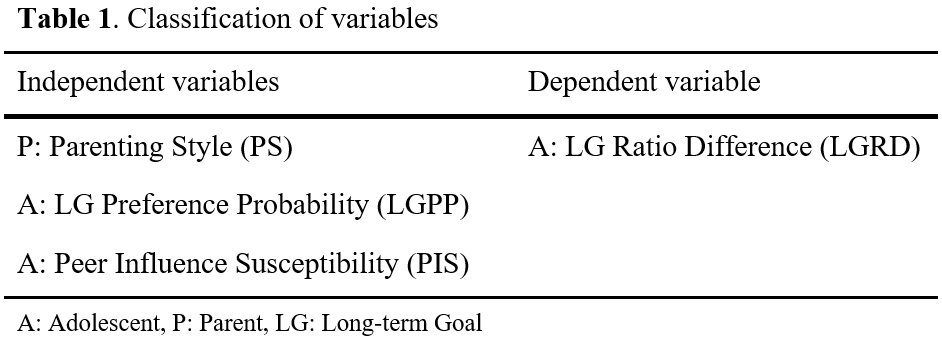 Table 1. Classification of variables
Independent variables Dependent variable
P: Parenting Style (PS) A: LG Ratio Difference (LGRD)
A: LG Preference Probability (LGPP)
A: Peer Influence Susceptibility (PIS)
A: Adolescent, P: Parent, LG: Long-term Goal